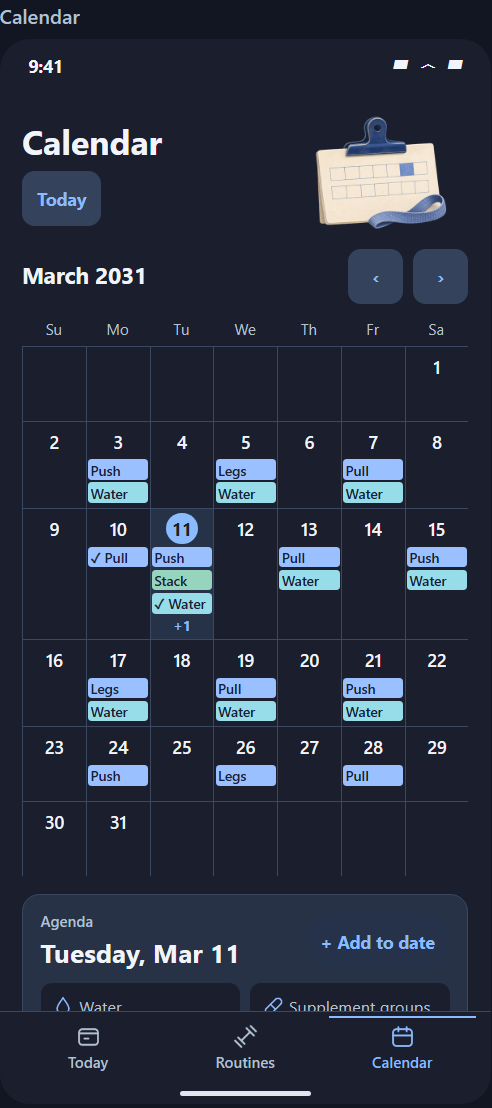 Calendar
9:41
Calendar
Today
March 2031
‹ ›
Su Mo Tu We Th Fr Sa
1
2 3 4 5 6 7 8
Push Legs Pull
Water Water Water
9 10 11 12 13 14 15
✓ Pull Push Pull Push
Stack Water Water
✓ Water
+1
16 17 18 19 20 21 22
Legs Pull Push
Water Water Water
23 24 25 26 27 28 29
Push Legs Pull
30 31
Agenda
Tuesday, Mar 11
+ Add to date
Water Supplement groups
Today Routines Calendar